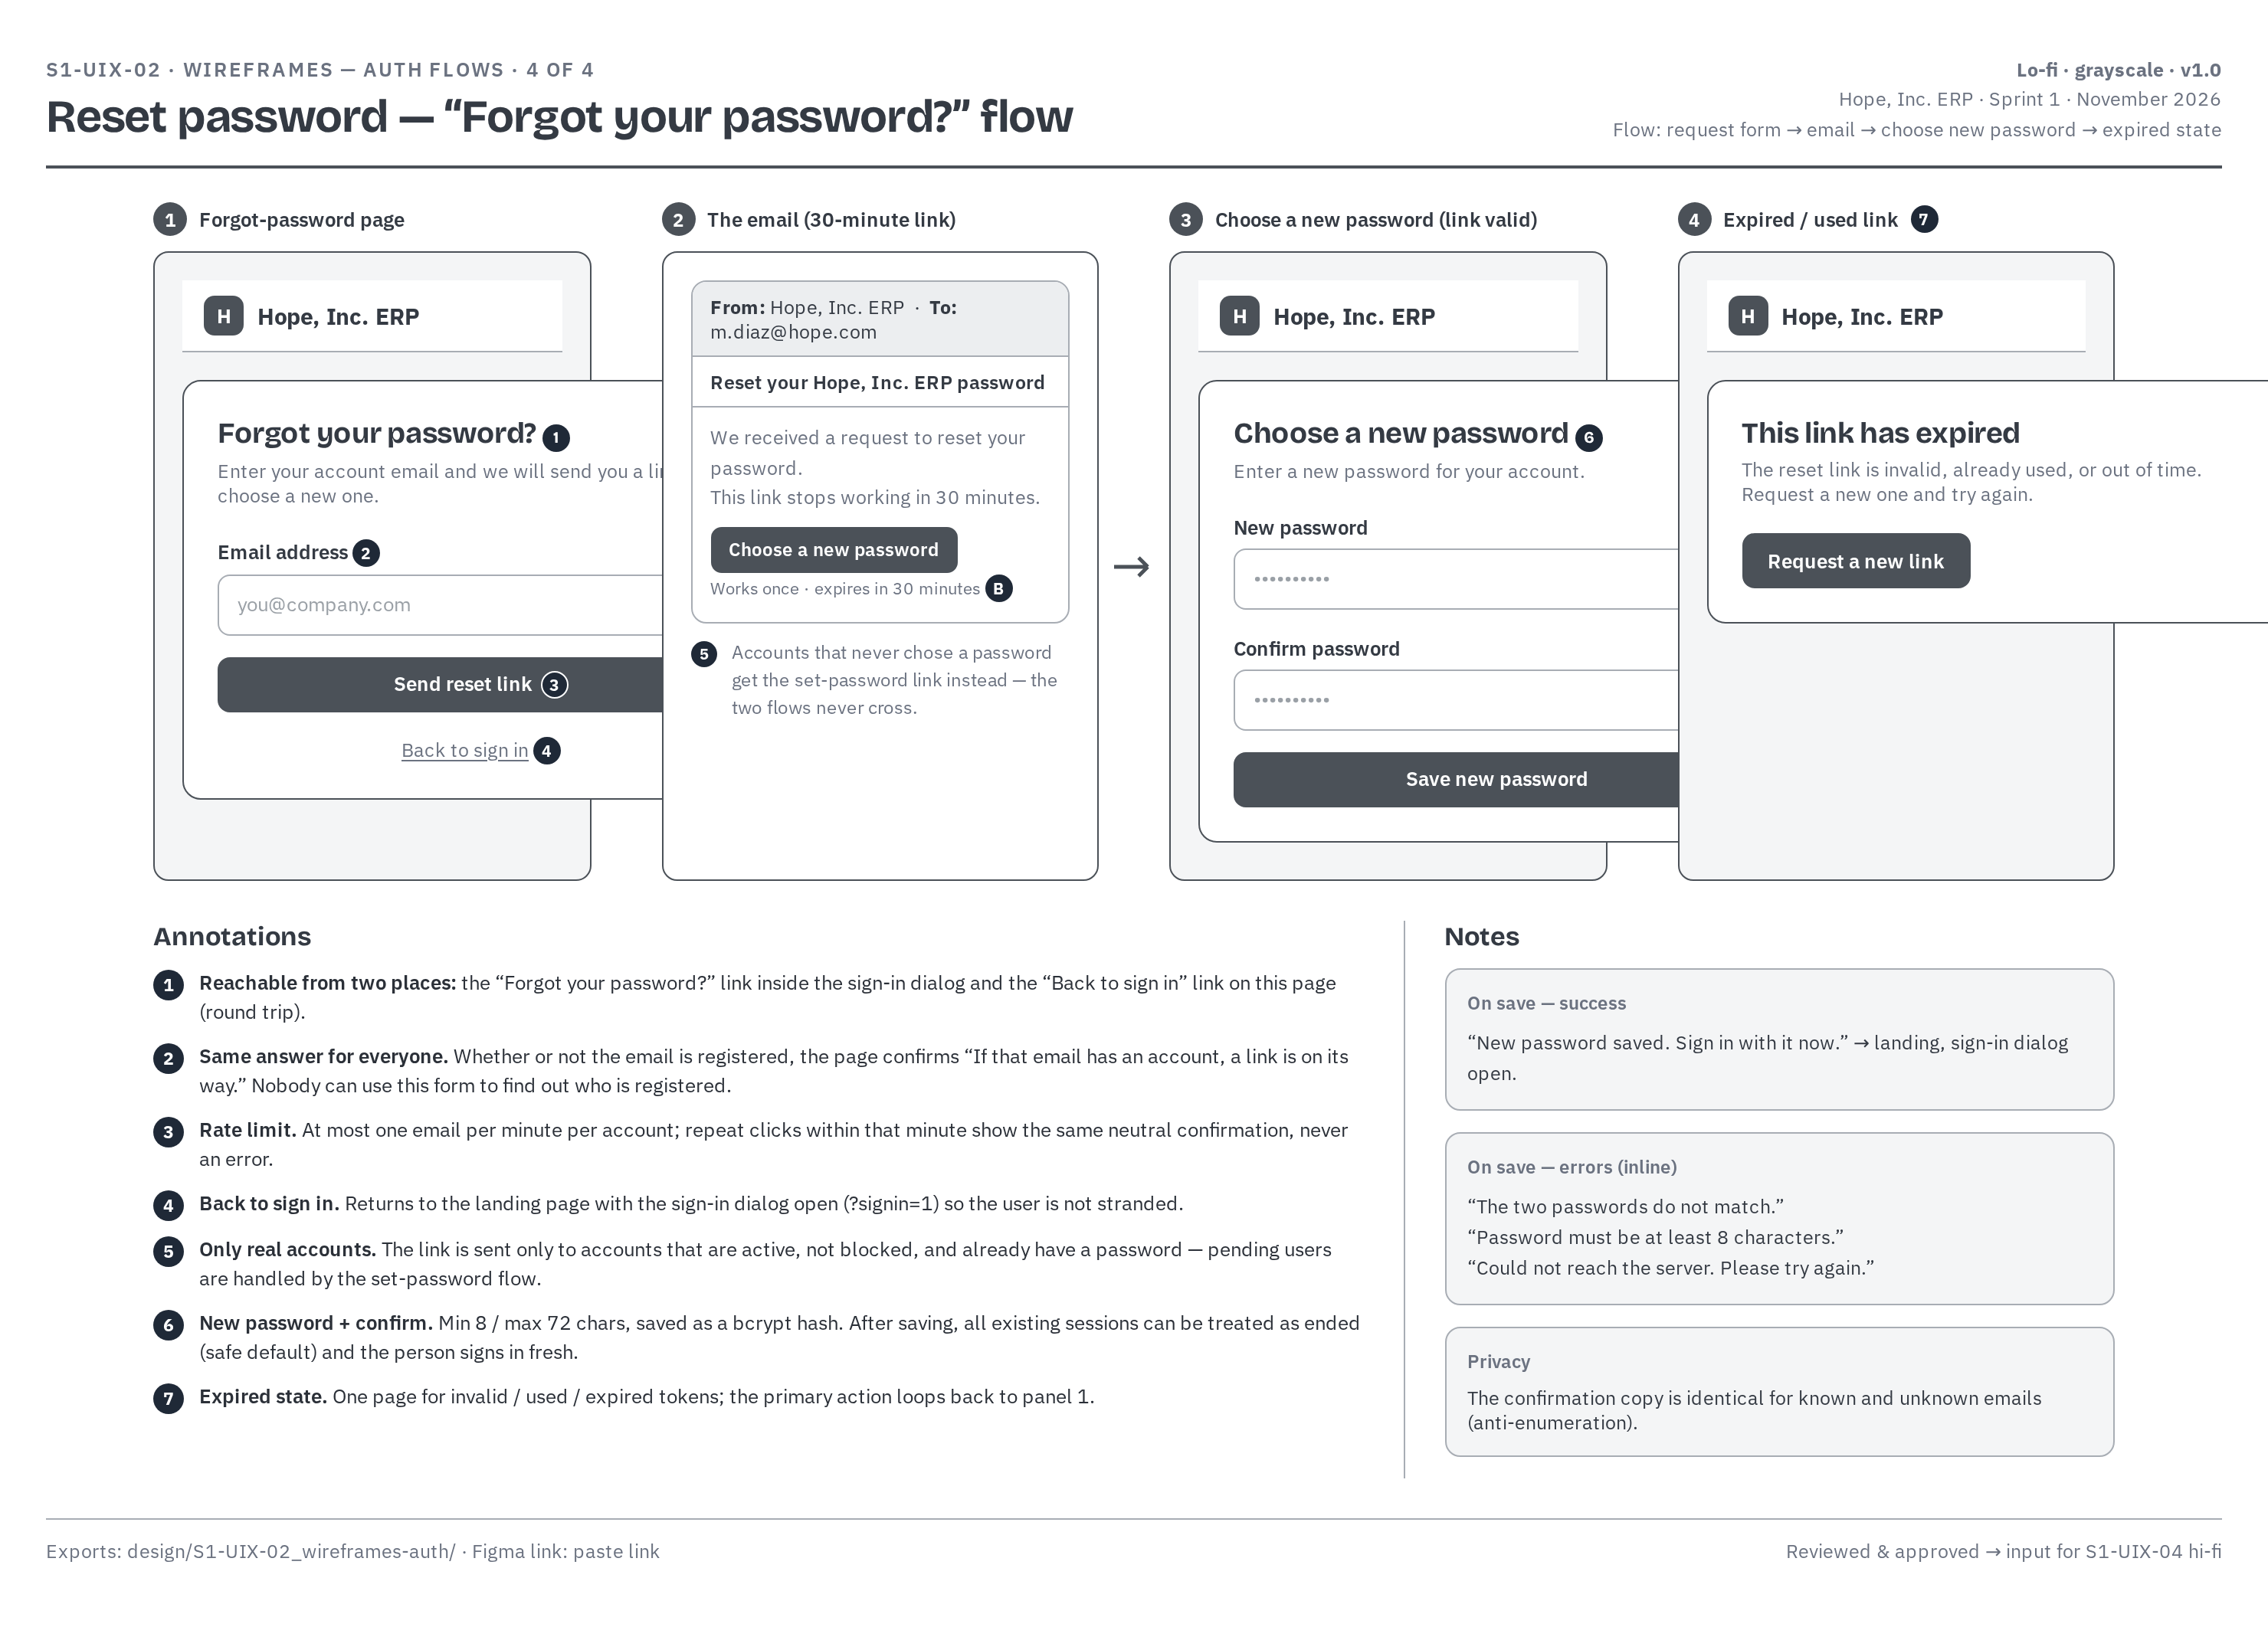 S1-UIX-02 · WIREFRAMES — AUTH FLOWS · 4 OF 4
Reset password — “Forgot your password?” flow
Lo-fi · grayscale · v1.0
Hope, Inc. ERP · Sprint 1 · November 2026
Flow: request form → email → choose new password → expired state
1 Forgot-password page
H Hope, Inc. ERP
Forgot your password? 1
Enter your account email and we will send you a
choose a new one.
Email address 2
you@company.com
Send reset link 3
Back to sign in 4
2 The email (30-minute link)
From: Hope, Inc. ERP · To:
m.diaz@hope.com
Reset your Hope, Inc. ERP password
We received a request to reset your
password.
This link stops working in 30 minutes.
Choose a new password
Works once · expires in 30 minutes B
5 Accounts that never chose a password
get the set-password link instead — the
two flows never cross.
→
3 Choose a new password (link valid)
H Hope, Inc. ERP
Choose a new password 6
Enter a new password for your account.
New password
••••••••••
Confirm password
••••••••••
Save new password
4 Expired / used link 7
H Hope, Inc. ERP
This link has expired
The reset link is invalid, already used, or out of time.
Request a new one and try again.
Request a new link
Annotations
1 Reachable from two places: the “Forgot your password?” link inside the sign-in dialog and the “Back to sign in” link on this page
(round trip).
2 Same answer for everyone. Whether or not the email is registered, the page confirms “If that email has an account, a link is on its
way.” Nobody can use this form to find out who is registered.
3 Rate limit. At most one email per minute per account; repeat clicks within that minute show the same neutral confirmation, never
an error.
4 Back to sign in. Returns to the landing page with the sign-in dialog open (?signin=1) so the user is not stranded.
5 Only real accounts. The link is sent only to accounts that are active, not blocked, and already have a password — pending users
are handled by the set-password flow.
6 New password + confirm. Min 8 / max 72 chars, saved as a bcrypt hash. After saving, all existing sessions can be treated as ended
(safe default) and the person signs in fresh.
7 Expired state. One page for invalid / used / expired tokens; the primary action loops back to panel 1.
Notes
On save — success
“New password saved. Sign in with it now.” → landing, sign-in dialog
open.
On save — errors (inline)
“The two passwords do not match.”
“Password must be at least 8 characters.”
“Could not reach the server. Please try again.”
Privacy
The confirmation copy is identical for known and unknown emails
(anti-enumeration).
Exports: design/S1-UIX-02_wireframes-auth/ · Figma link: paste link
Reviewed & approved → input for S1-UIX-04 hi-fi